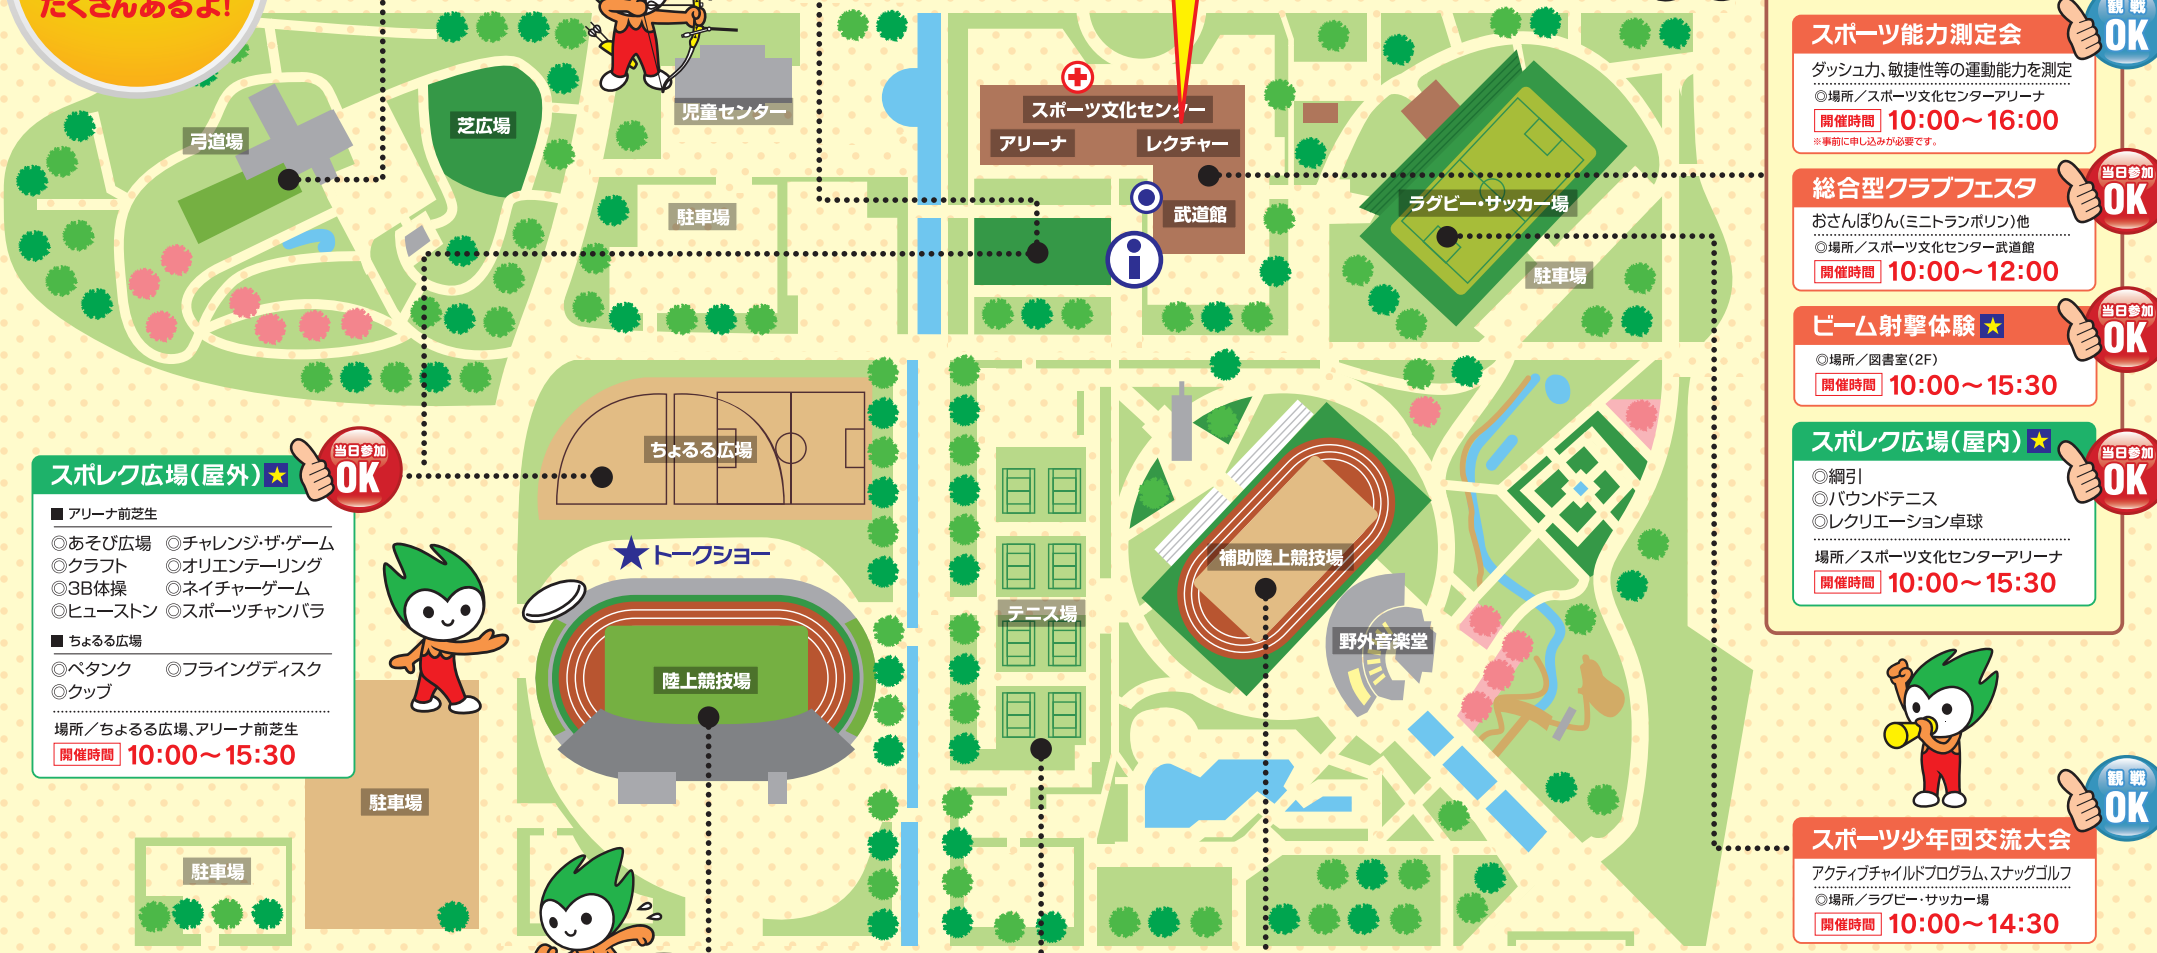 たくさんあるよ!
弓道場
芝広場
児童センター
駐車場
スポーツ文化センター
アリーナ
レクチャー
武道館
i
ラグビー・サッカー場
駐車場
ちょるる広場
★トークショー
陸上競技場
テニス場
補助陸上競技場
野外音楽堂
駐車場
駐車場
スポレク広場(屋外)★
当日参加
OK
■ アリーナ前芝生
◎あそび広場 ◎チャレンジ・ザ・ゲーム
◎クラフト ◎オリエンテーリング
◎3B体操 ◎ネイチャーゲーム
◎ヒューストン ◎スポーツチャンバラ
■ ちょるる広場
◎ペタンク ◎フライングディスク
◎クッブ
場所/ちょるる広場、アリーナ前芝生
開催時間 10:00〜15:30
スポーツ能力測定会
観戦
OK
ダッシュ力、敏捷性等の運動能力を測定
◎場所/スポーツ文化センターアリーナ
開催時間 10:00〜16:00
※事前に申し込みが必要です。
総合型クラブフェスタ
当日参加
OK
おさんぽりん(ミニトランポリン)他
◎場所/スポーツ文化センター武道館
開催時間 10:00〜12:00
ビーム射撃体験★
当日参加
OK
◎場所/図書室(2F)
開催時間 10:00〜15:30
スポレク広場(屋内)★
当日参加
OK
◎綱引
◎バウンドテニス
◎レクリエーション卓球
場所/スポーツ文化センターアリーナ
開催時間 10:00〜15:30
観戦
OK
スポーツ少年団交流大会
アクティブチャイルドプログラム、スナッグゴルフ
◎場所/ラグビー・サッカー場
開催時間 10:00〜14:30